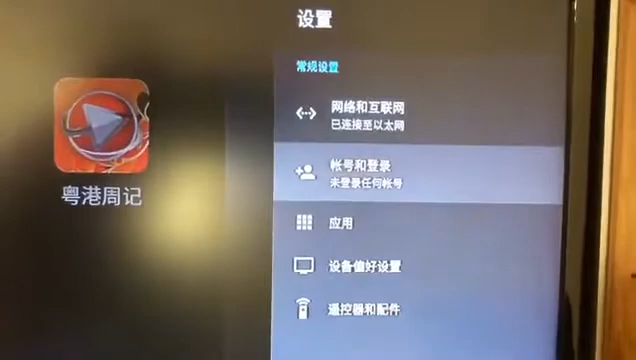 设置
常规设置
网络和互联网
已连接至以太网
帐号和登录
未登录任何帐号
应用
设备偏好设置
遥控器和配件
粤港周记